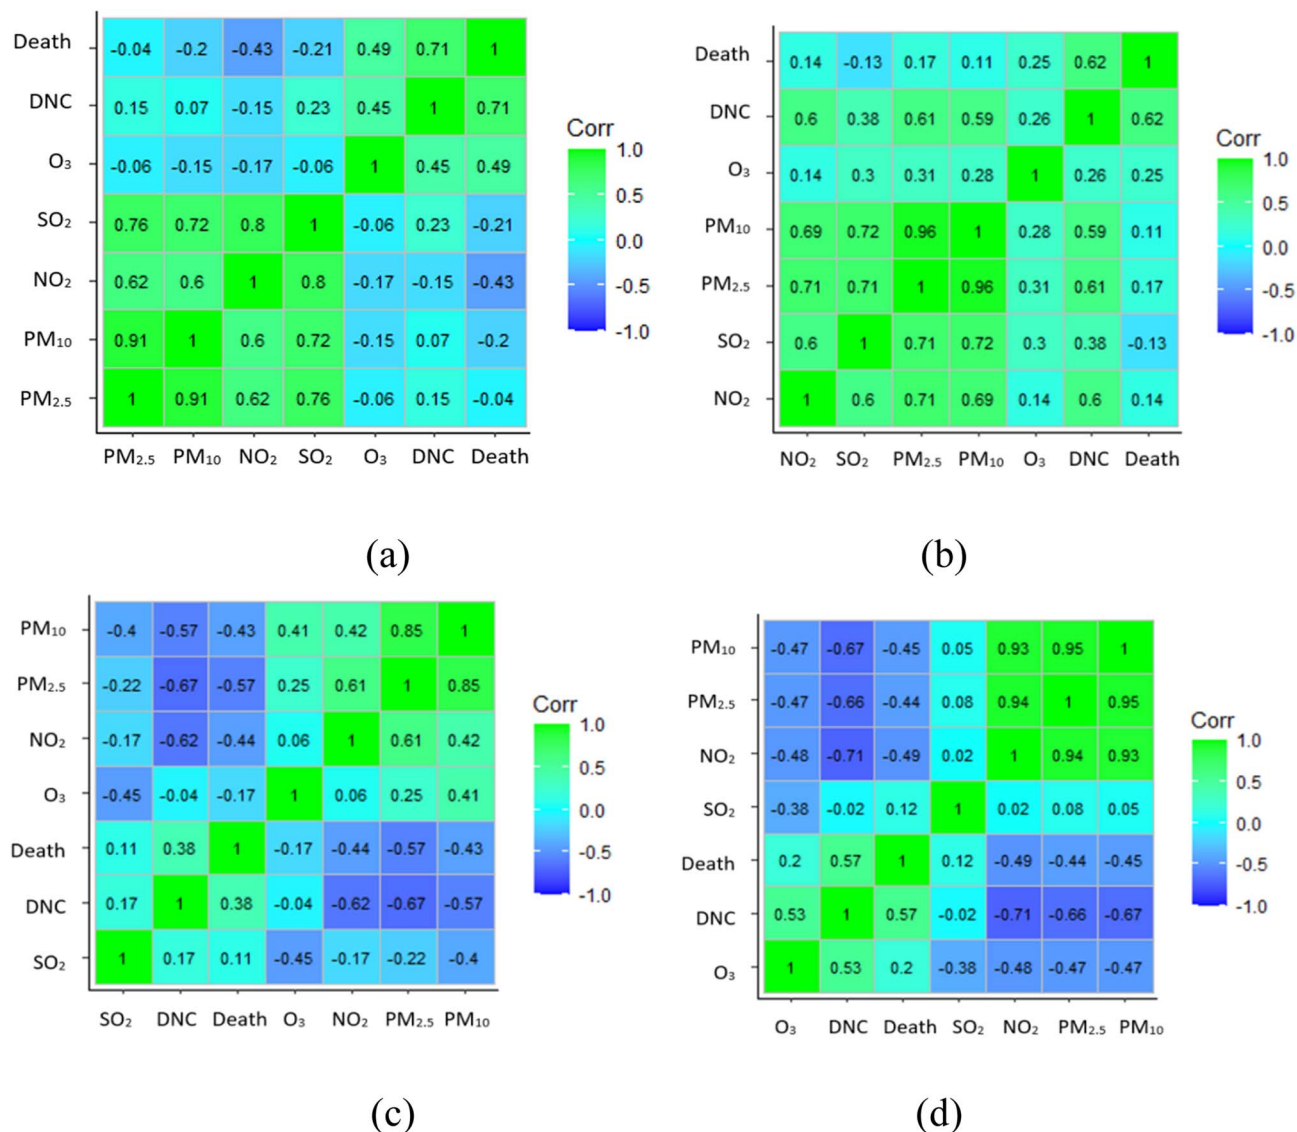 Death -0.04 -0.2 -0.43 -0.21 0.49 0.71 1
DNC 0.15 0.07 -0.15 0.23 0.45 1 0.71
O₃ -0.06 -0.15 -0.17 -0.06 1 0.45 0.49
SO₂ 0.76 0.72 0.8 1 -0.06 0.23 -0.21
NO₂ 0.62 0.6 1 0.8 -0.17 -0.15 -0.43
PM₁₀ 0.91 1 0.6 0.72 -0.15 0.07 -0.2
PM₂.₅ 1 0.91 0.62 0.76 -0.06 0.15 -0.04
PM₂.₅ PM₁₀ NO₂ SO₂ O₃ DNC Death
Corr
1.0
0.5
0.0
-0.5
-1.0
(a)
Death 0.14 -0.13 0.17 0.11 0.25 0.62 1
DNC 0.6 0.38 0.61 0.59 0.26 1 0.62
O₃ 0.14 0.3 0.31 0.28 1 0.26 0.25
PM₁₀ 0.69 0.72 0.96 1 0.28 0.59 0.11
PM₂.₅ 0.71 0.71 1 0.96 0.31 0.61 0.17
SO₂ 0.6 1 0.71 0.72 0.3 0.38 -0.13
NO₂ 1 0.6 0.71 0.69 0.14 0.6 0.14
NO₂ SO₂ PM₂.₅ PM₁₀ O₃ DNC Death
Corr
1.0
0.5
0.0
-0.5
-1.0
(b)
PM₁₀ -0.4 -0.57 -0.43 0.41 0.42 0.85 1
PM₂.₅ -0.22 -0.67 -0.57 0.25 0.61 1 0.85
NO₂ -0.17 -0.62 -0.44 0.06 1 0.61 0.42
O₃ -0.45 -0.04 -0.17 1 0.06 0.25 0.41
Death 0.11 0.38 1 -0.17 -0.44 -0.57 -0.43
DNC 0.17 1 0.38 -0.04 -0.62 -0.67 -0.57
SO₂ 1 0.17 0.11 -0.45 -0.17 -0.22 -0.4
SO₂ DNC Death O₃ NO₂ PM₂.₅ PM₁₀
Corr
1.0
0.5
0.0
-0.5
-1.0
(c)
PM₁₀ -0.47 -0.67 -0.45 0.05 0.93 0.95 1
PM₂.₅ -0.47 -0.66 -0.44 0.08 0.94 1 0.95
NO₂ -0.48 -0.71 -0.49 0.02 1 0.94 0.93
SO₂ -0.38 -0.02 0.12 1 0.02 0.08 0.05
Death 0.2 0.57 1 0.12 -0.49 -0.44 -0.45
DNC 0.53 1 0.57 -0.02 -0.71 -0.66 -0.67
O₃ 1 0.53 0.2 -0.38 -0.48 -0.47 -0.47
O₃ DNC Death SO₂ NO₂ PM₂.₅ PM₁₀
Corr
1.0
0.5
0.0
-0.5
-1.0
(d)